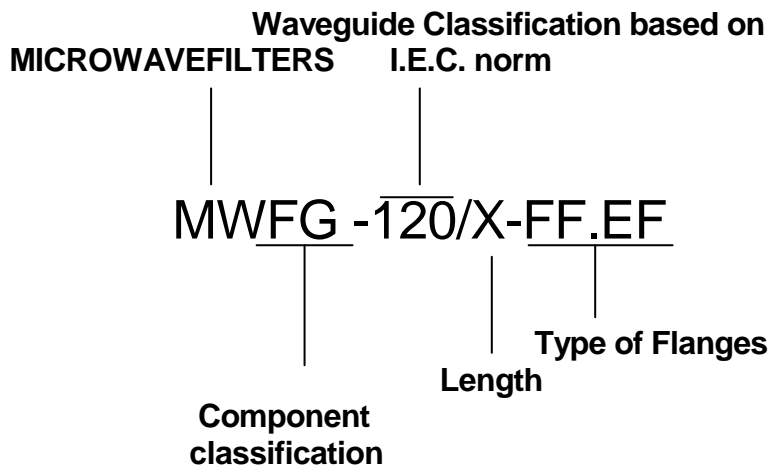 Waveguide Classification based on
MICROWAVEFILTERS I.E.C. norm
MWFG -120/X-FF.EF
Type of Flanges
Length
Component
classification